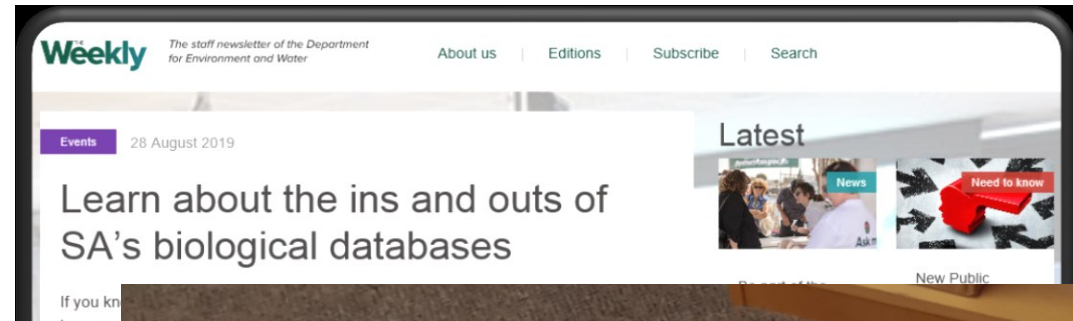 THE
Weekly
The staff newsletter of the Department
for Environment and Water
About us
Editions
Subscribe
Search
Events
28 August 2019
Learn about the ins and outs of
SA's biological databases
If you
Latest
News
Need to know
New Public